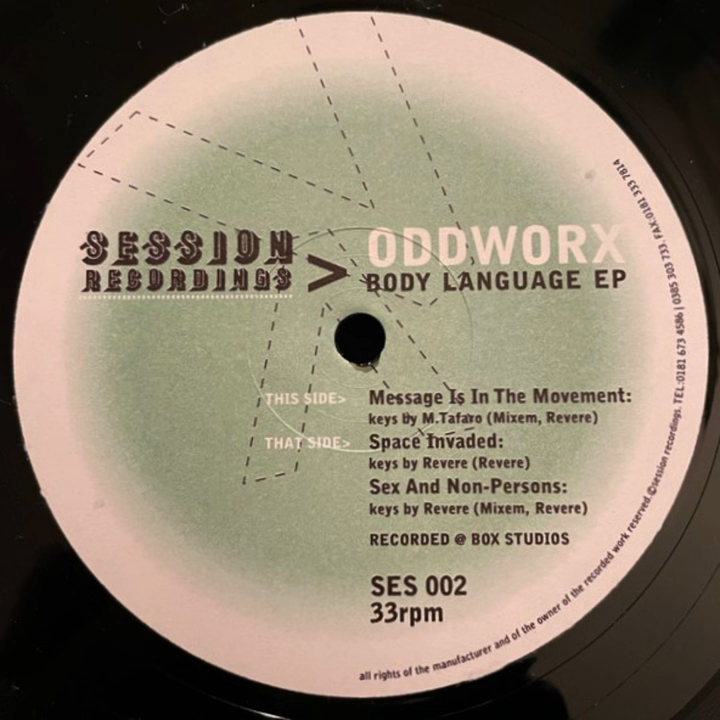 SESSION
RECORDINGS
>
ODDWORX
BODY LANGUAGE EP
THIS SIDE> Message Is In The Movement:
keys by M.Tafaro (Mixem, Revere)
THAT SIDE> Space Invaded:
keys by Revere (Revere)
Sex And Non-Persons:
keys by Revere (Mixem, Revere)
RECORDED @ BOX STUDIOS
SES 002
33rpm
all rights of the manufacturer and of the owner of the recorded work reserved.©session recordings. TEL:0181 673 4586 | 0385 303 733. FAX:0181 333 7814